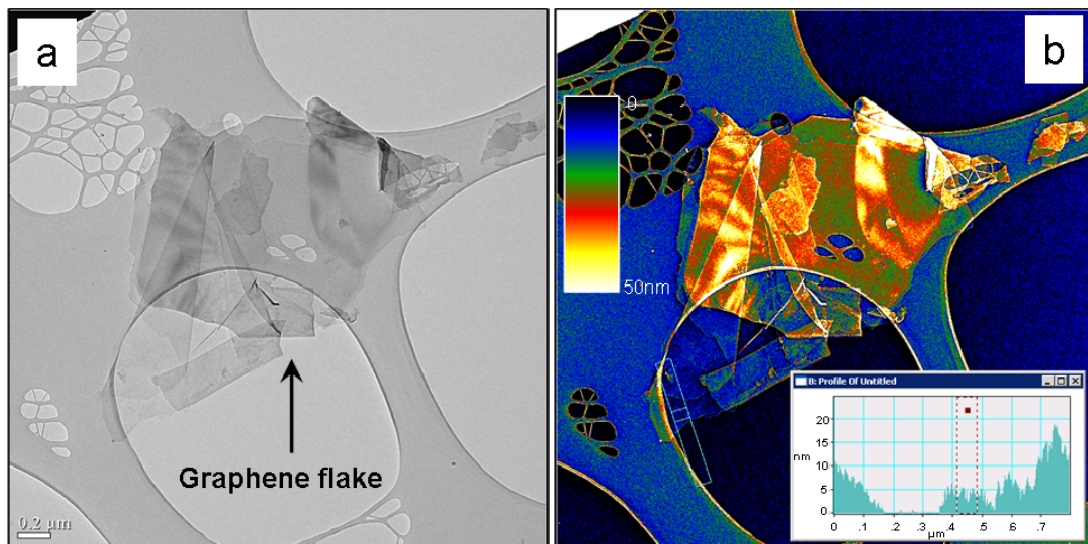 a
Graphene flake
0.2 µm
b
0
50nm
B: Profile Of Untitled
20
15
nm
10
5
0
0 .1 .2 .3 .4 .5 .6 .7
µm